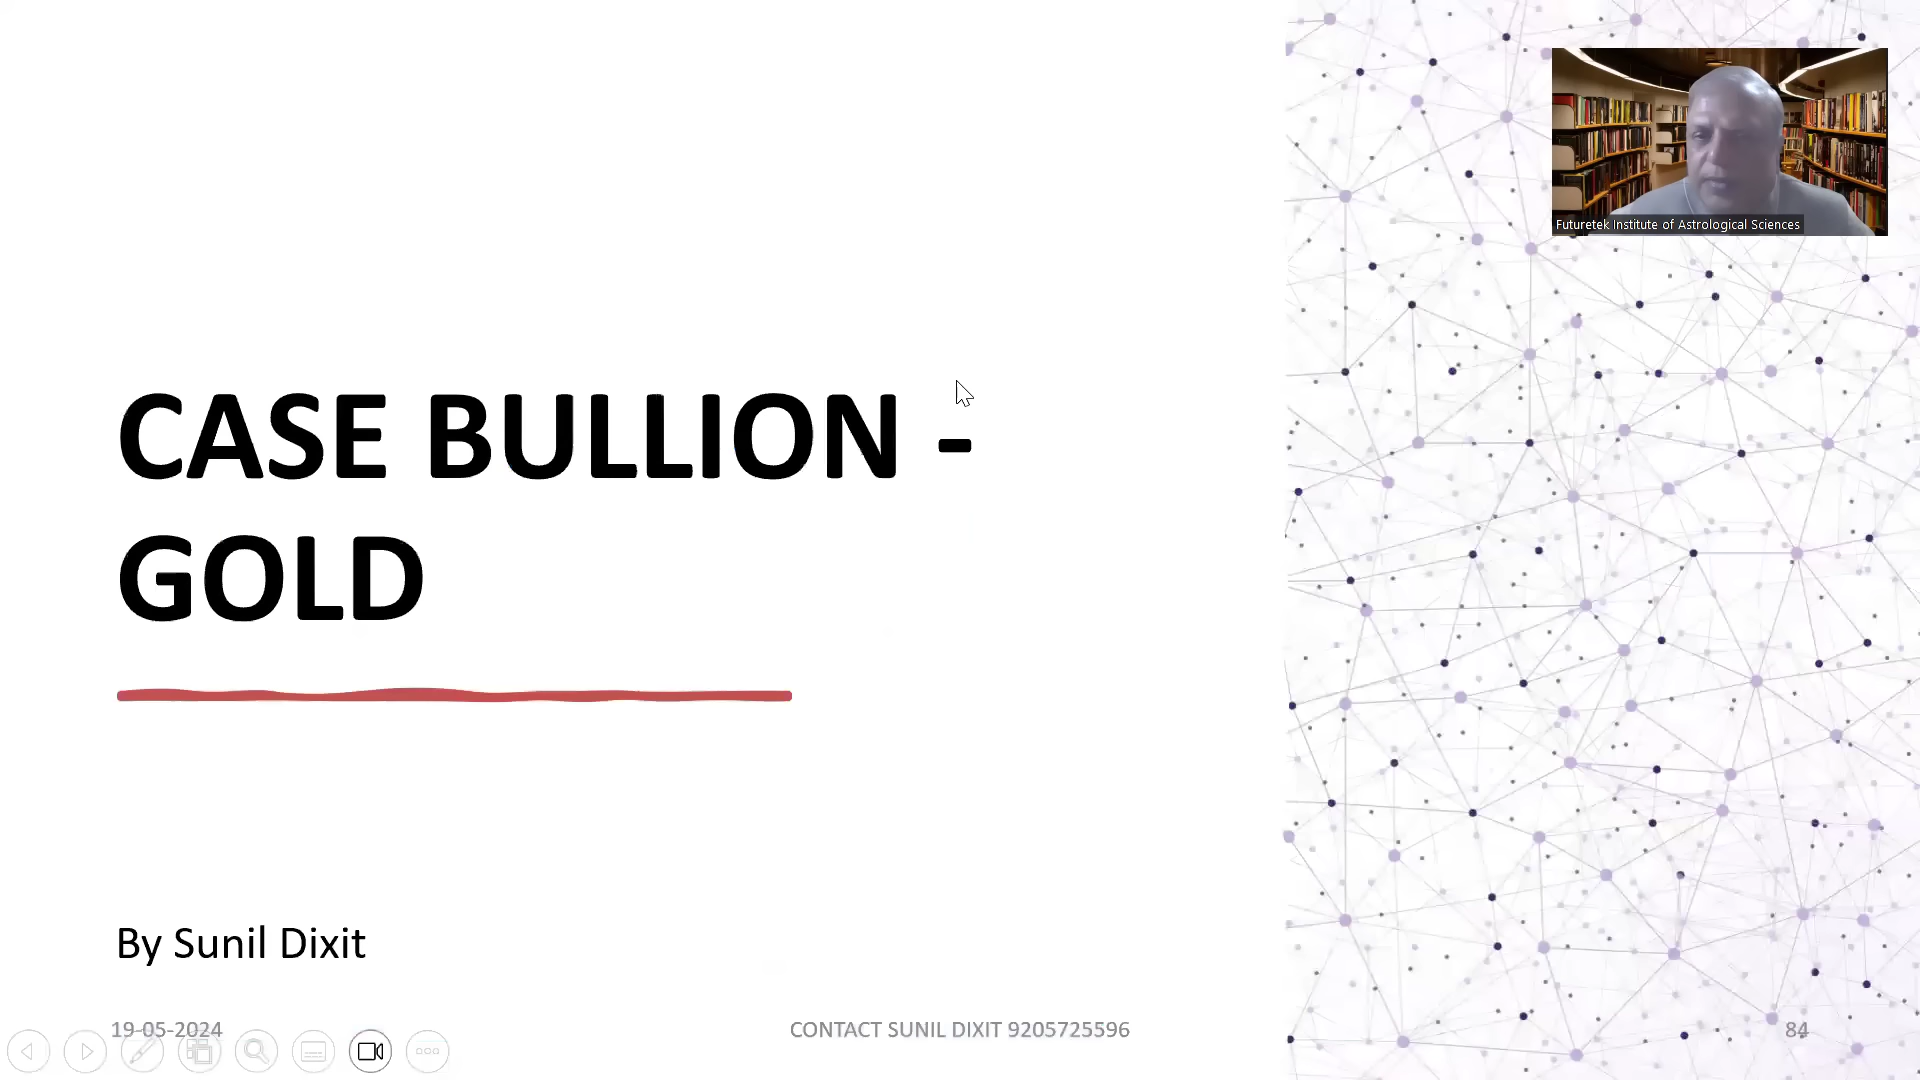 Futuretek Institute of Astrological Sciences
CASE BULLION -
GOLD
By Sunil Dixit
19-05-2024
CONTACT SUNIL DIXIT 9205725596
84